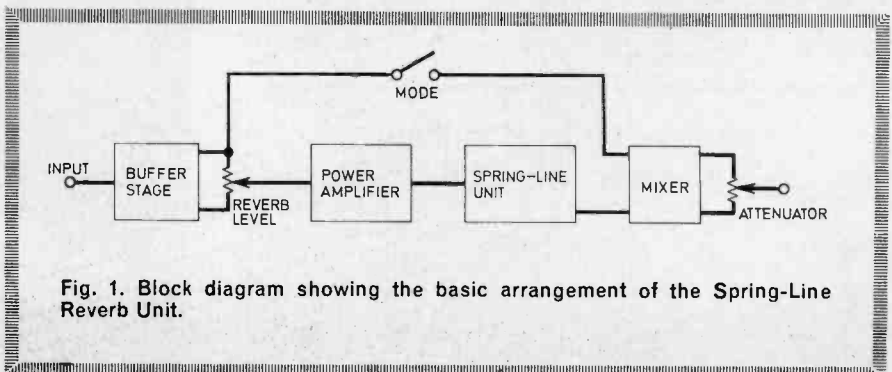 MODE
INPUT
BUFFER
STAGE
REVERB
LEVEL
POWER
AMPLIFIER
SPRING-LINE
UNIT
MIXER
ATTENUATOR
Fig. 1. Block diagram showing the basic arrangement of the Spring-Line
Reverb Unit.